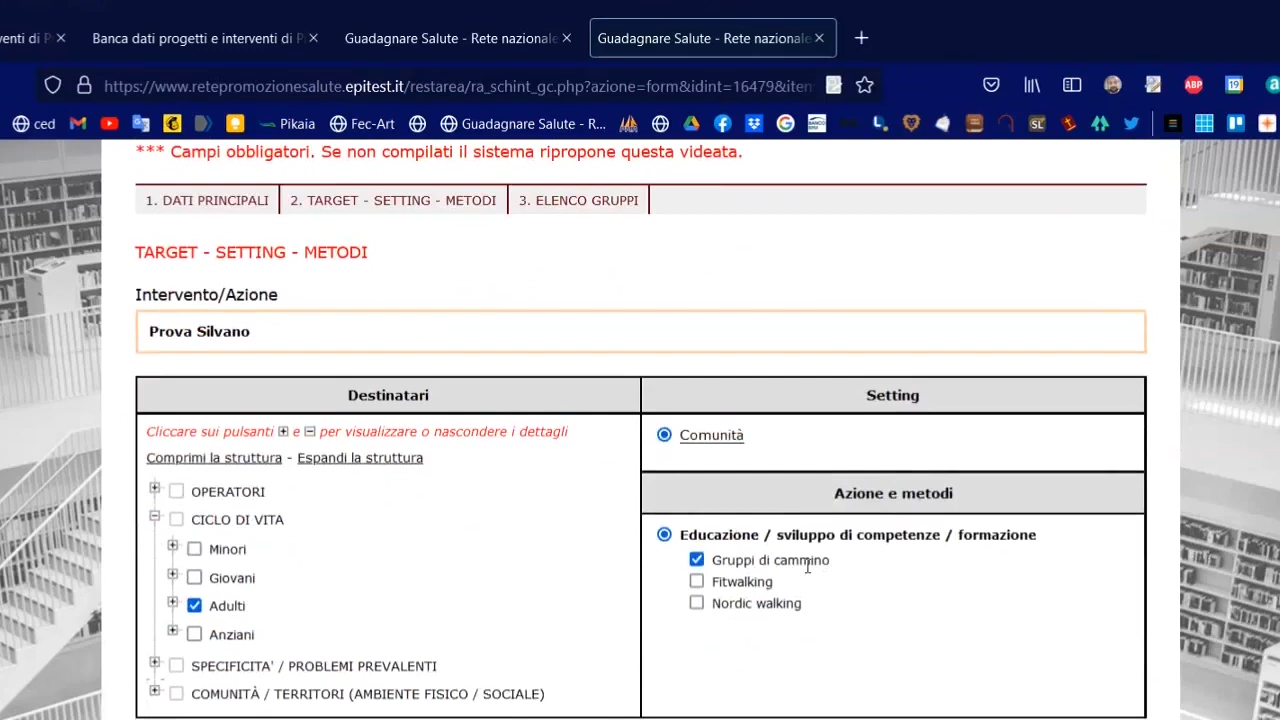 venti di P
Banca dati progetti e interventi di P
Guadagnare Salute - Rete nazionale
Guadagnare Salute - Rete nazionale
https://www.retepromozionesalute.epitest.it/restarea/ra_schint_gc.php?azione=form&idint=16479&item
ABP
19
ced
Pikaia
Fec-Art
Guadagnare Salute - R...
SL
*** Campi obbligatori. Se non compilati il sistema ripropone questa videata.
1. DATI PRINCIPALI
2. TARGET - SETTING - METODI
3. ELENCO GRUPPI
TARGET - SETTING - METODI
Intervento/Azione
Prova Silvano
Destinatari
Cliccare sui pulsanti e per visualizzare o nascondere i dettagli
Comprimi la struttura - Espandi la struttura
OPERATORI
CICLO DI VITA
Minori
Giovani
Adulti
Anziani
SPECIFICITA' / PROBLEMI PREVALENTI
COMUNITÀ / TERRITORI (AMBIENTE FISICO / SOCIALE)
Setting
Comunità
Azione e metodi
Educazione / sviluppo di competenze / formazione
Gruppi di cammino
Fitwalking
Nordic walking